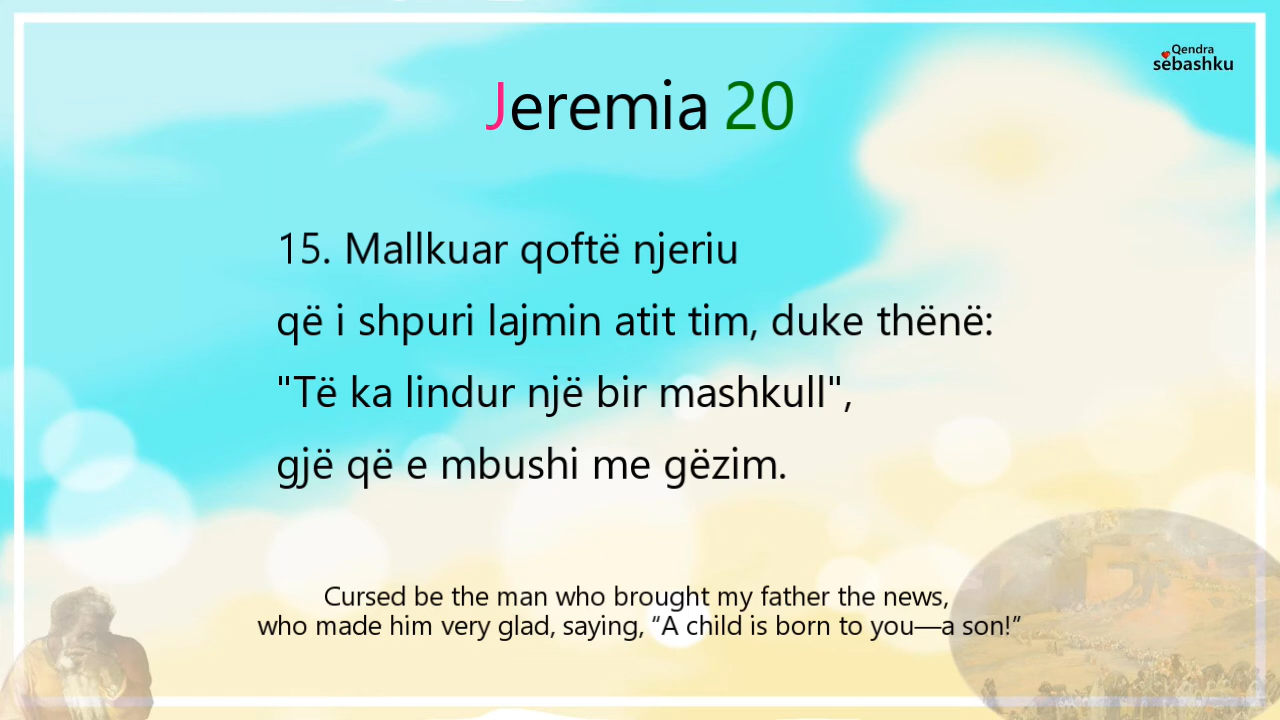 Qendra
sëbashku
Jeremia 20
15. Mallkuar qoftë njeriu
që i shpuri lajmin atit tim, duke thënë:
"Të ka lindur një bir mashkull",
gjë që e mbushi me gëzim.
Cursed be the man who brought my father the news,
who made him very glad, saying, “A child is born to you—a son!”